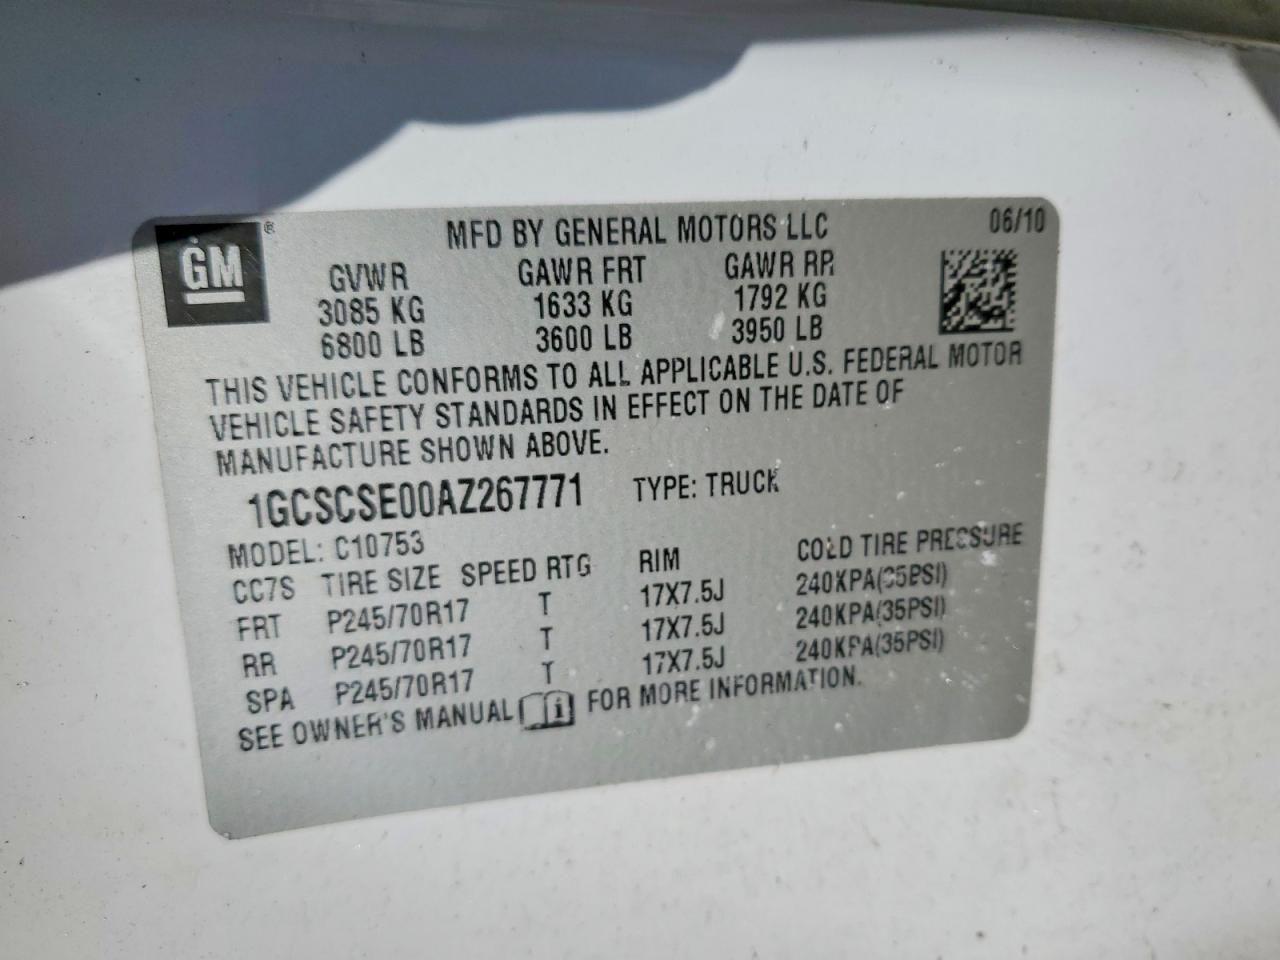 GM®
MFD BY GENERAL MOTORS LLC 06/10
GVWR GAWR FRT GAWR RR
3085 KG 1633 KG 1792 KG
6800 LB 3600 LB 3950 LB
THIS VEHICLE CONFORMS TO ALL APPLICABLE U.S. FEDERAL MOTOR
VEHICLE SAFETY STANDARDS IN EFFECT ON THE DATE OF
MANUFACTURE SHOWN ABOVE.
1GCSCSE00AZ267771 TYPE: TRUCK
MODEL: C10753
CC7S TIRE SIZE SPEED RTG RIM COLD TIRE PRESSURE
FRT P245/70R17 T 17X7.5J 240KPA(35PSI)
RR P245/70R17 T 17X7.5J 240KPA(35PSI)
SPA P245/70R17 T 17X7.5J 240KPA(35PSI)
SEE OWNER'S MANUAL i FOR MORE INFORMATION.